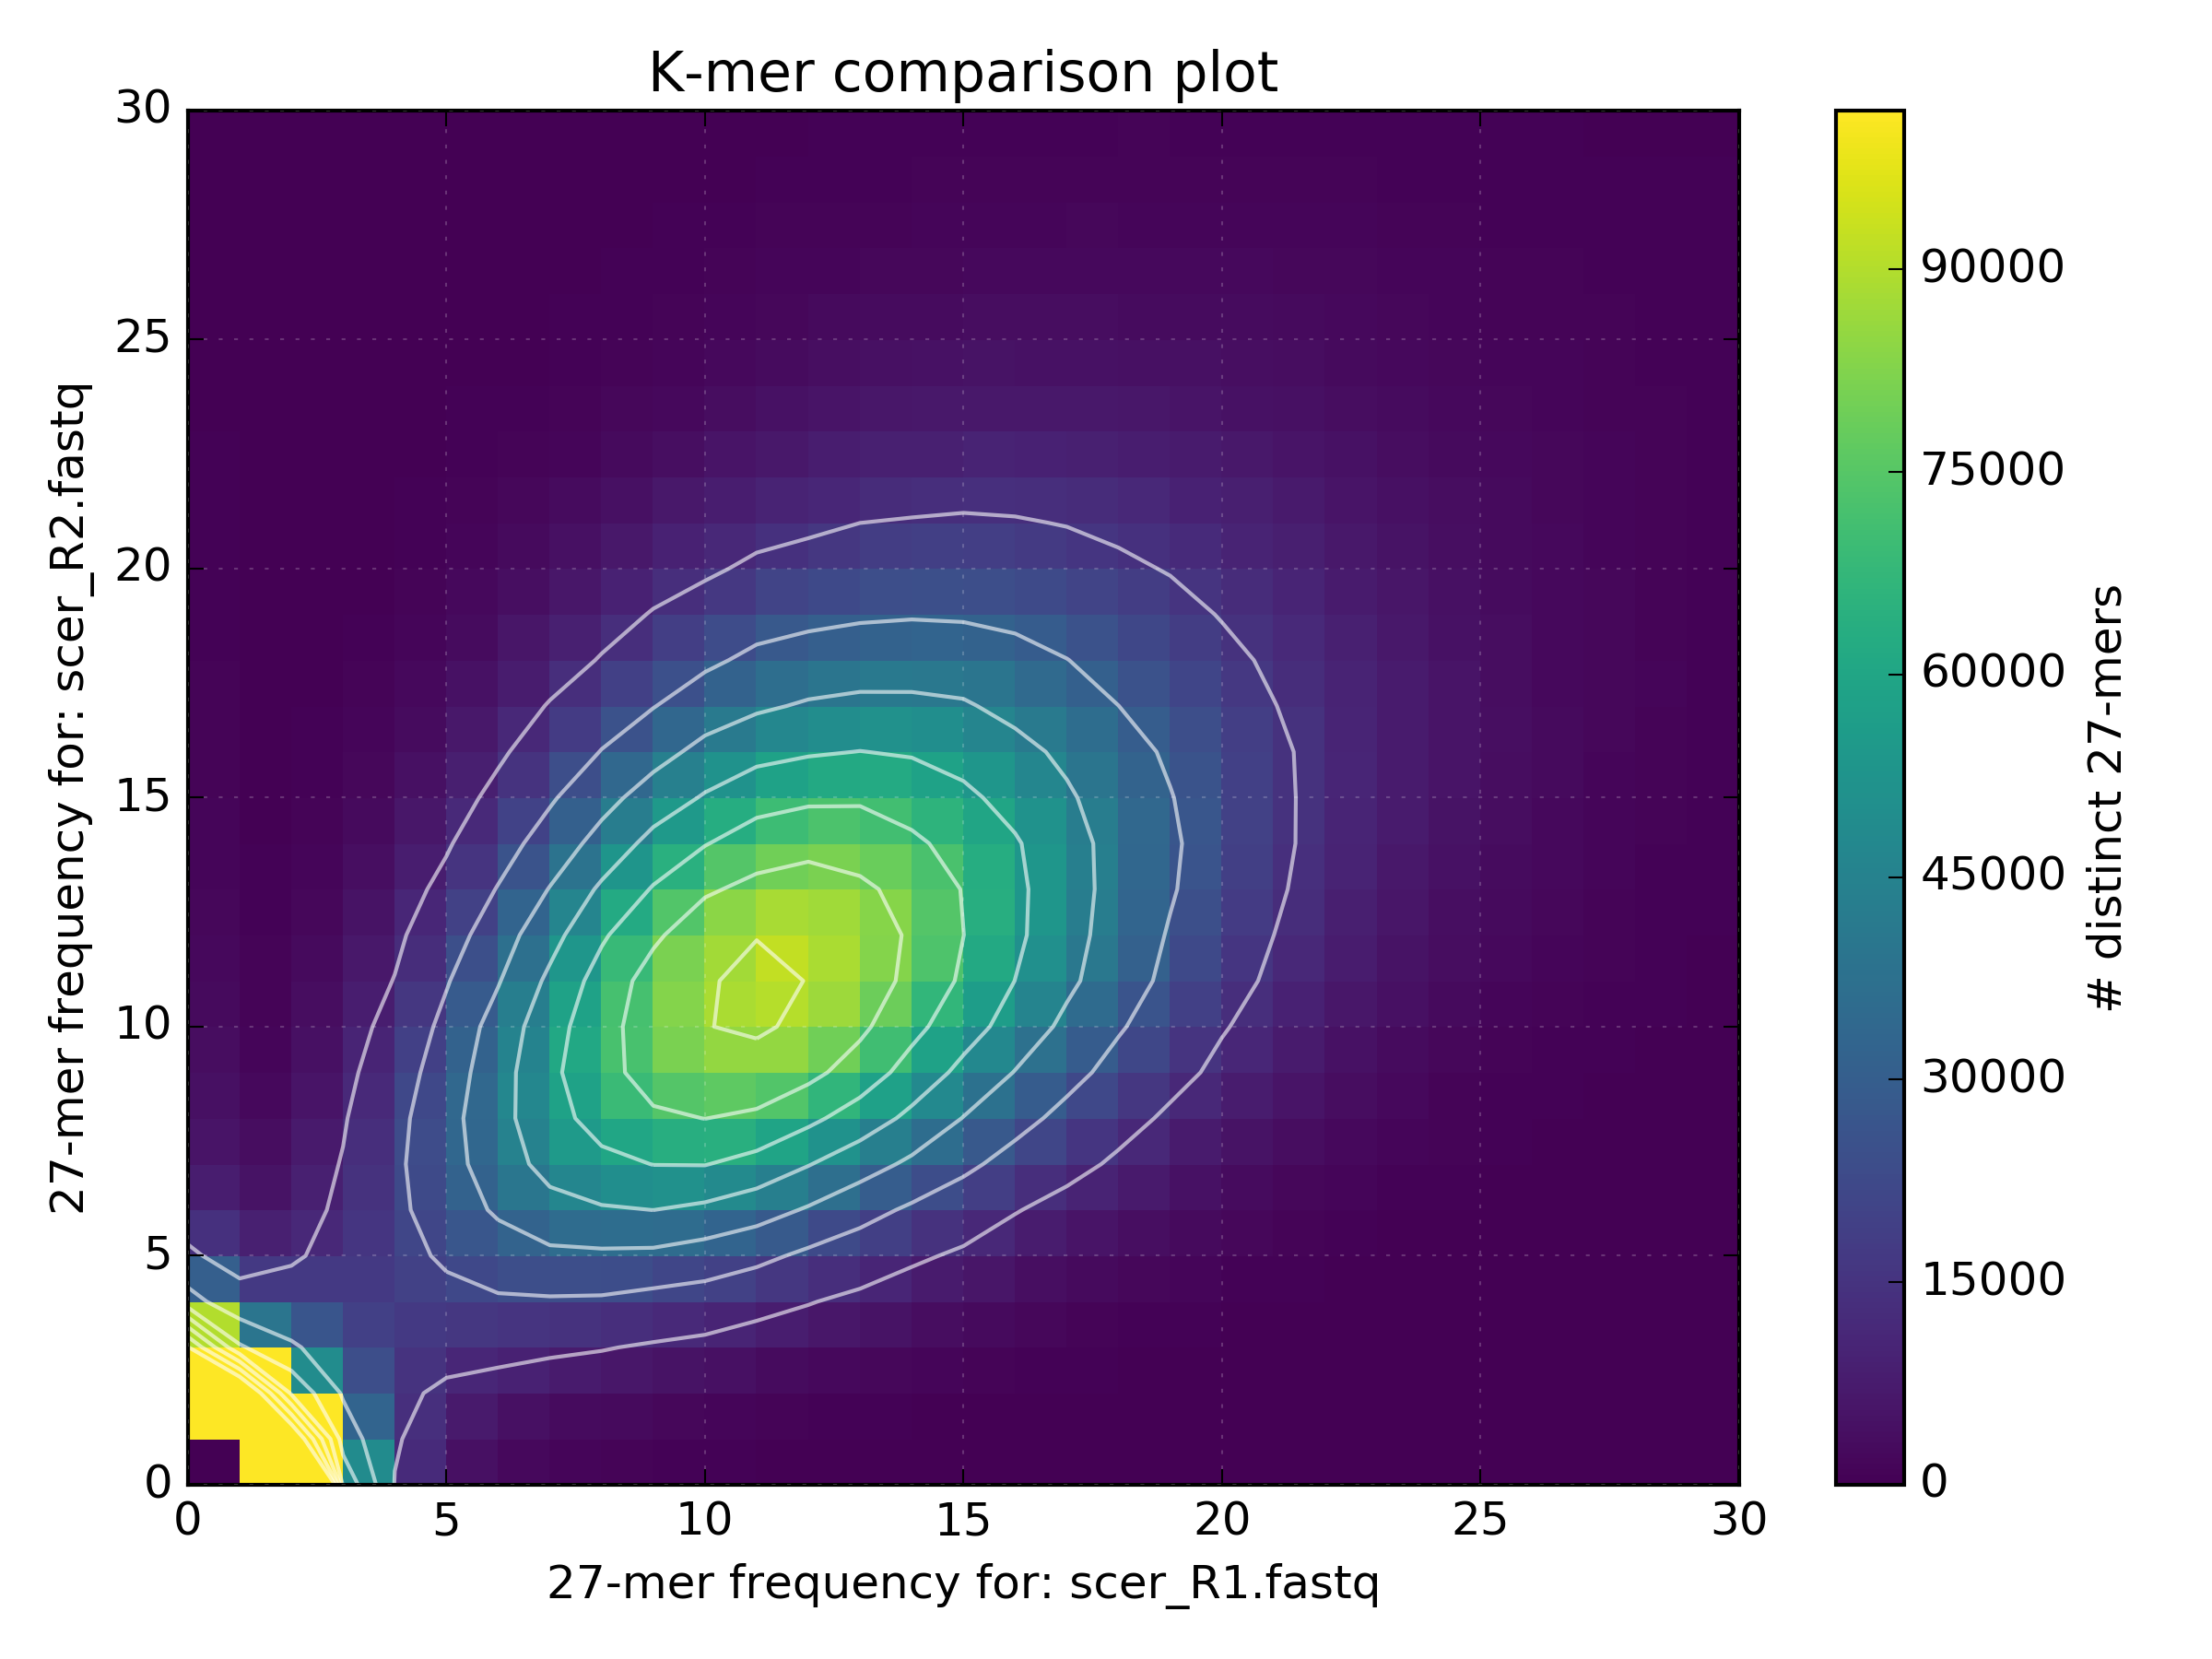 K-mer comparison plot
30
25
20
15
10
5
0
27-mer frequency for: scer_R2.fastq
0 5 10 15 20 25 30
27-mer frequency for: scer_R1.fastq
90000
75000
60000
45000
30000
15000
0
# distinct 27-mers